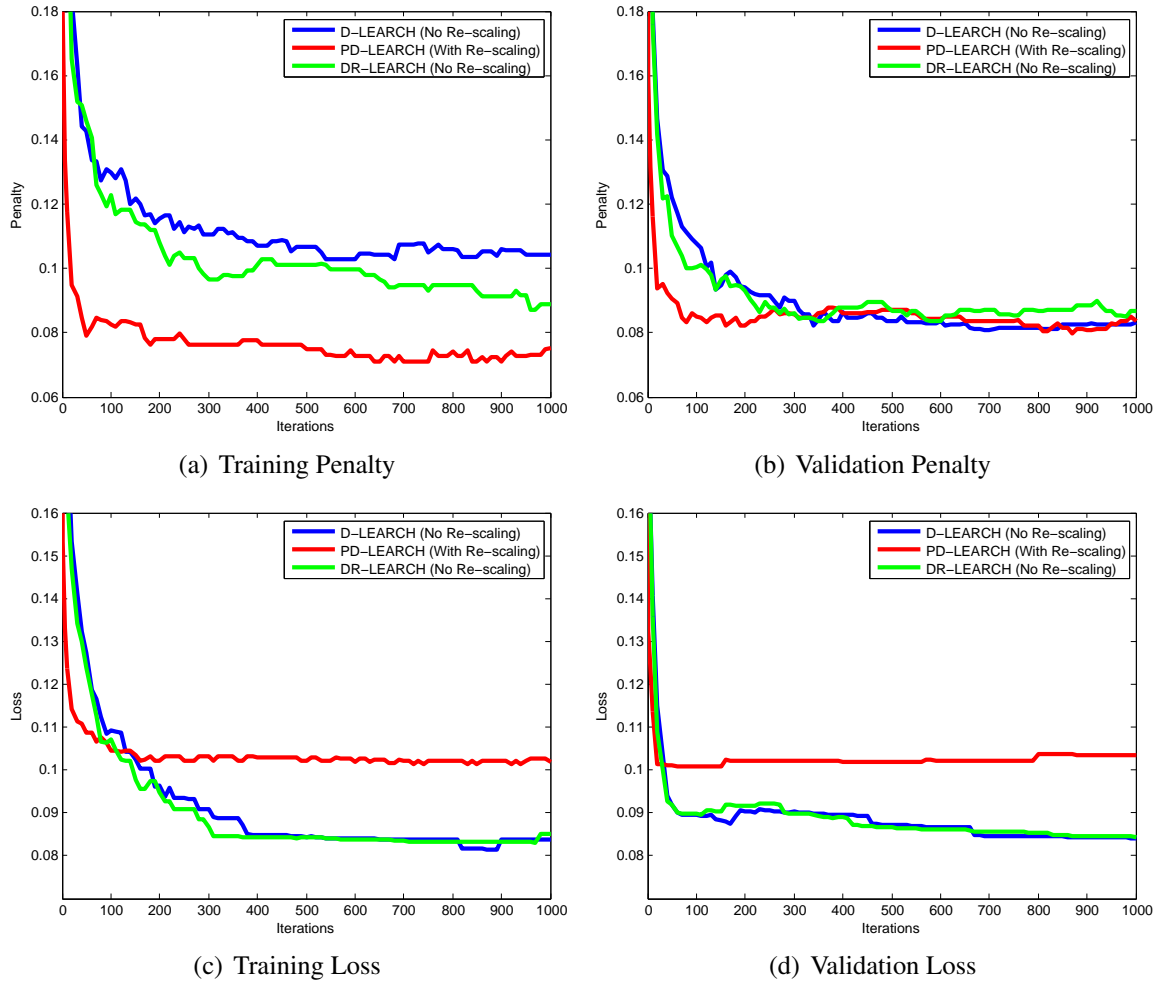 0.18
0.16
0.14
0.12
0.1
0.08
0.06
Penalty
D-LEARCH (No Re-scaling)
PD-LEARCH (With Re-scaling)
DR-LEARCH (No Re-scaling)
0 100 200 300 400 500 600 700 800 900 1000
Iterations
(a) Training Penalty
0.18
0.16
0.14
0.12
0.1
0.08
0.06
Penalty
D-LEARCH (No Re-scaling)
PD-LEARCH (With Re-scaling)
DR-LEARCH (No Re-scaling)
0 100 200 300 400 500 600 700 800 900 1000
Iterations
(b) Validation Penalty
0.16
0.15
0.14
0.13
0.12
0.11
0.1
0.09
0.08
Loss
D-LEARCH (No Re-scaling)
PD-LEARCH (With Re-scaling)
DR-LEARCH (No Re-scaling)
0 100 200 300 400 500 600 700 800 900 1000
Iterations
(c) Training Loss
0.16
0.15
0.14
0.13
0.12
0.11
0.1
0.09
0.08
Loss
D-LEARCH (No Re-scaling)
PD-LEARCH (With Re-scaling)
DR-LEARCH (No Re-scaling)
0 100 200 300 400 500 600 700 800 900 1000
Iterations
(d) Validation Loss